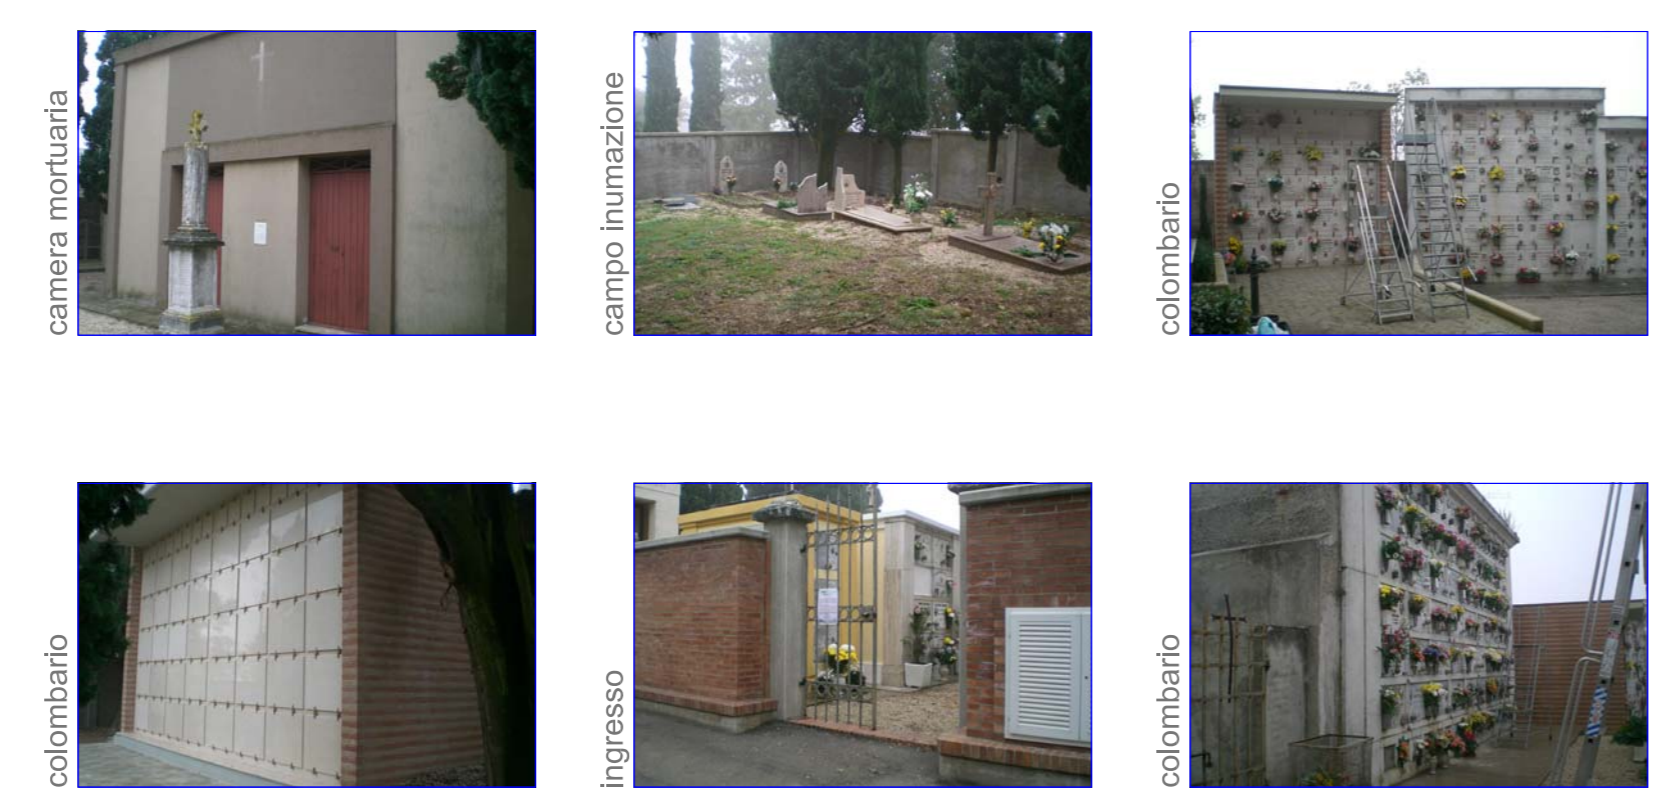 camera mortuaria
campo inumazione
colombario
colombario
ingresso
colombario